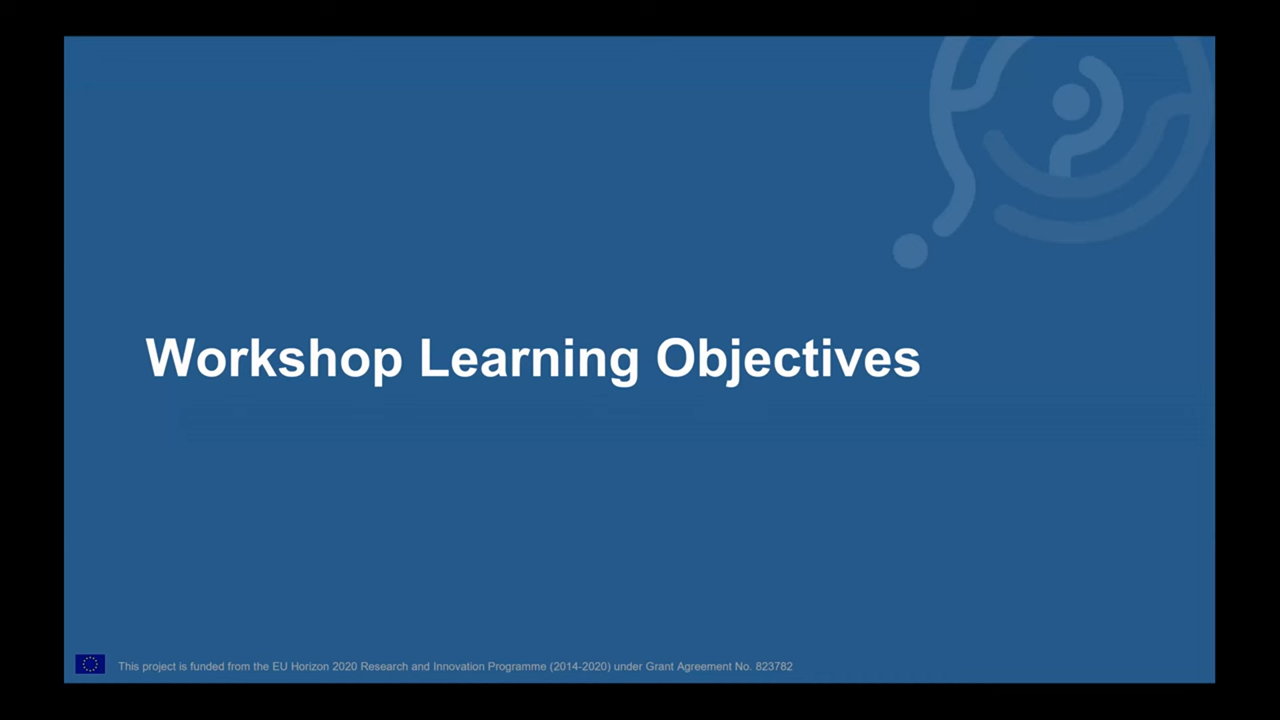 Workshop Learning Objectives
This project is funded from the EU Horizon 2020 Research and Innovation Programme (2014-2020) under Grant Agreement No. 823782